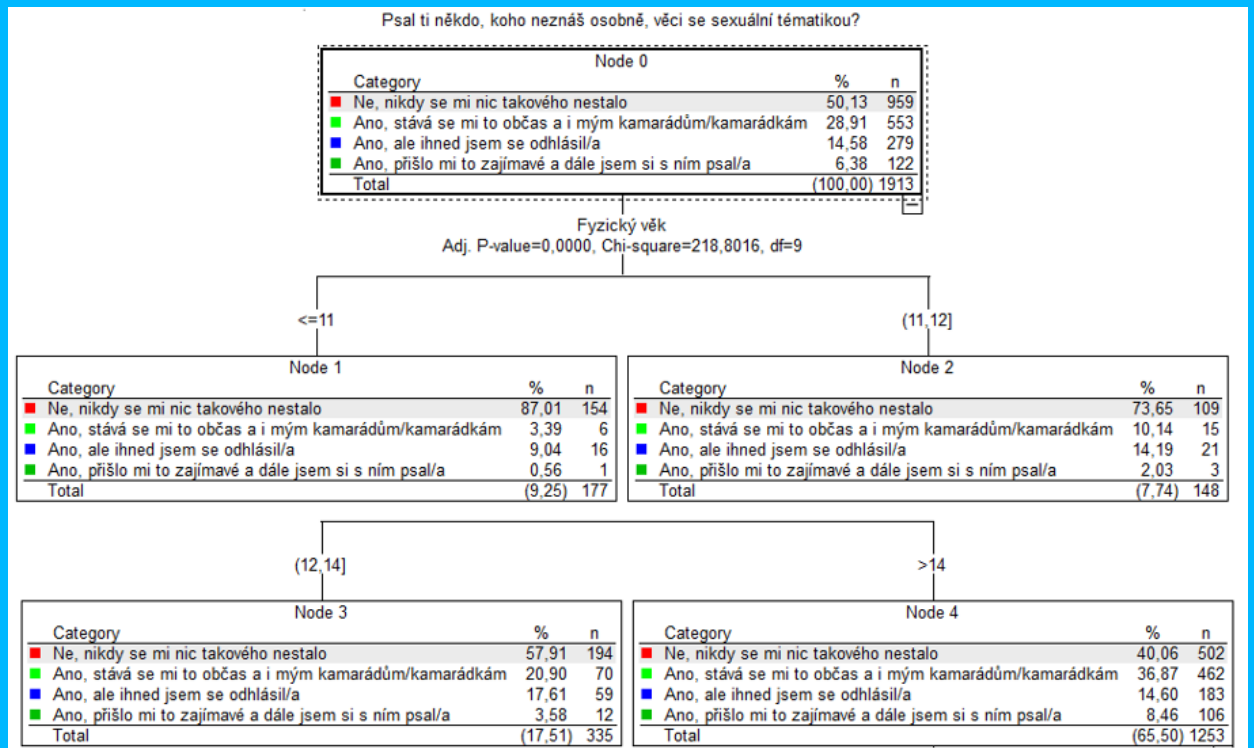 Psal ti někdo, koho neznáš osobně, věci se sexuální tématikou?
Node 0
Category % n
Ne, nikdy se mi nic takového nestalo 50,13 959
Ano, stává se mi to občas a i mým kamarádům/kamarádkám 28,91 553
Ano, ale ihned jsem se odhlásil/a 14,58 279
Ano, přišlo mi to zajímavé a dále jsem si s ním psal/a 6,38 122
Total (100,00) 1913
Fyzický věk
Adj. P-value=0,0000, Chi-square=218,8016, df=9
<=11
(11,12]
Node 1
Category % n
Ne, nikdy se mi nic takového nestalo 87,01 154
Ano, stává se mi to občas a i mým kamarádům/kamarádkám 3,39 6
Ano, ale ihned jsem se odhlásil/a 9,04 16
Ano, přišlo mi to zajímavé a dále jsem si s ním psal/a 0,56 1
Total (9,25) 177
Node 2
Category % n
Ne, nikdy se mi nic takového nestalo 73,65 109
Ano, stává se mi to občas a i mým kamarádům/kamarádkám 10,14 15
Ano, ale ihned jsem se odhlásil/a 14,19 21
Ano, přišlo mi to zajímavé a dále jsem si s ním psal/a 2,03 3
Total (7,74) 148
(12,14]
>14
Node 3
Category % n
Ne, nikdy se mi nic takového nestalo 57,91 194
Ano, stává se mi to občas a i mým kamarádům/kamarádkám 20,90 70
Ano, ale ihned jsem se odhlásil/a 17,61 59
Ano, přišlo mi to zajímavé a dále jsem si s ním psal/a 3,58 12
Total (17,51) 335
Node 4
Category % n
Ne, nikdy se mi nic takového nestalo 40,06 502
Ano, stává se mi to občas a i mým kamarádům/kamarádkám 36,87 462
Ano, ale ihned jsem se odhlásil/a 14,60 183
Ano, přišlo mi to zajímavé a dále jsem si s ním psal/a 8,46 106
Total (65,50) 1253